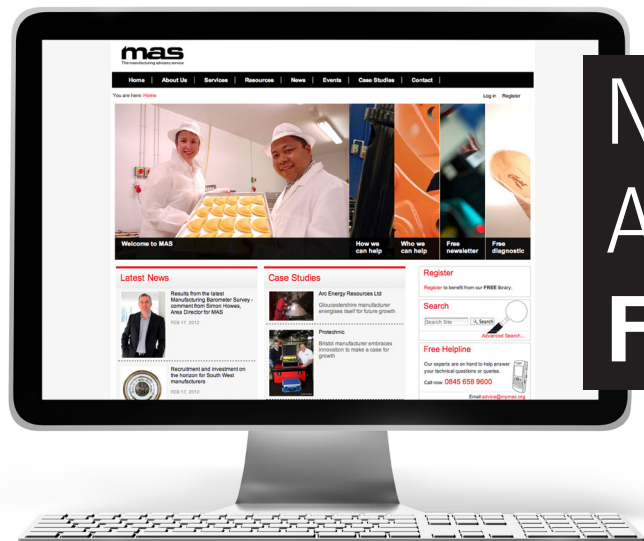 mas
The manufacturing advisory service
Home | About Us | Services | Resources | News | Events | Case Studies | Contact |
You are here: Home
Log in Register
Welcome to MAS
How we
can help
Who we
can help
Free
newsletter
Free
diagnostic
Latest News
Results from the latest
Manufacturing Barometer Survey -
comment from Simon Howes,
Area Director for MAS
FEB 17, 2012
Recruitment and investment on
the horizon for South West
manufacturers
FEB 17, 2012
Case Studies
Arc Energy Resources Ltd
Gloucestershire manufacturer
energises itself for future growth
Protechnic
Bristol manufacturer embraces
innovation to make a case for
growth
Register
Register to benefit from our FREE library.
Search
Search Site
Search
Advanced Search...
Free Helpline
Our experts are on hand to help answer
your technical questions or queries.
Call now: 0845 658 9600
Email advice@mymas.org
N
A
F